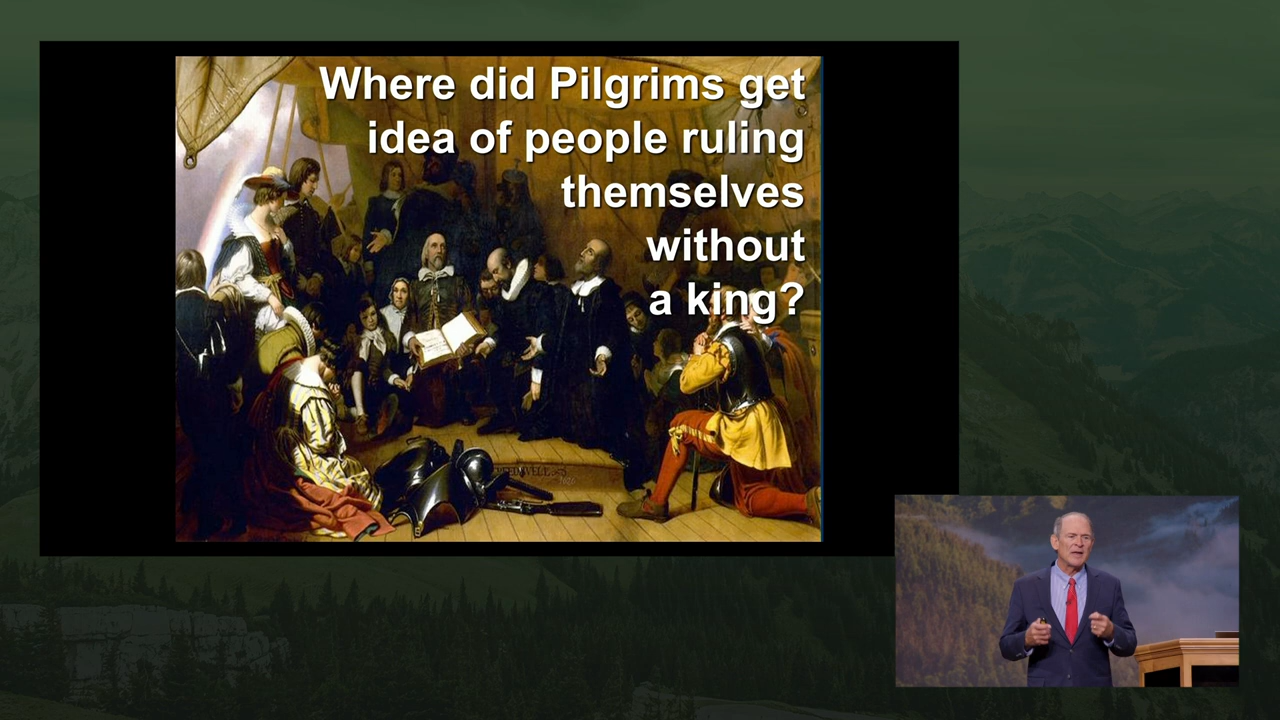 Where did Pilgrims get
idea of people ruling
themselves
without
a king?